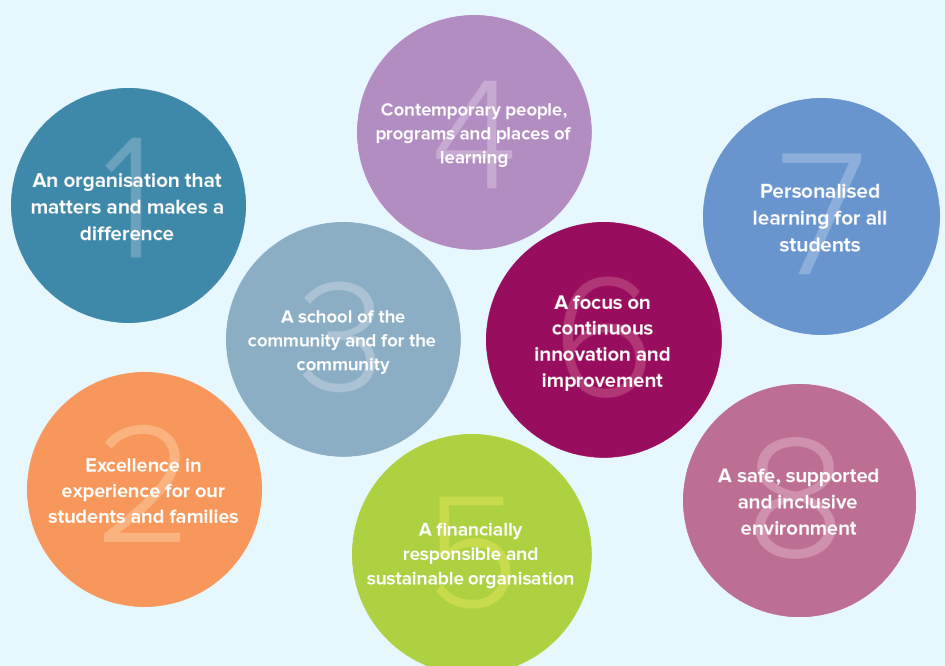 1
An organisation that
matters and makes a
difference
2
Excellence in
experience for our
students and families
3
A school of the
community and for the
community
4
Contemporary people,
programs and places of
learning
5
A financially
responsible and
sustainable organisation
6
A focus on
continuous
innovation and
improvement
7
Personalised
learning for all
students
8
A safe, supported
and inclusive
environment